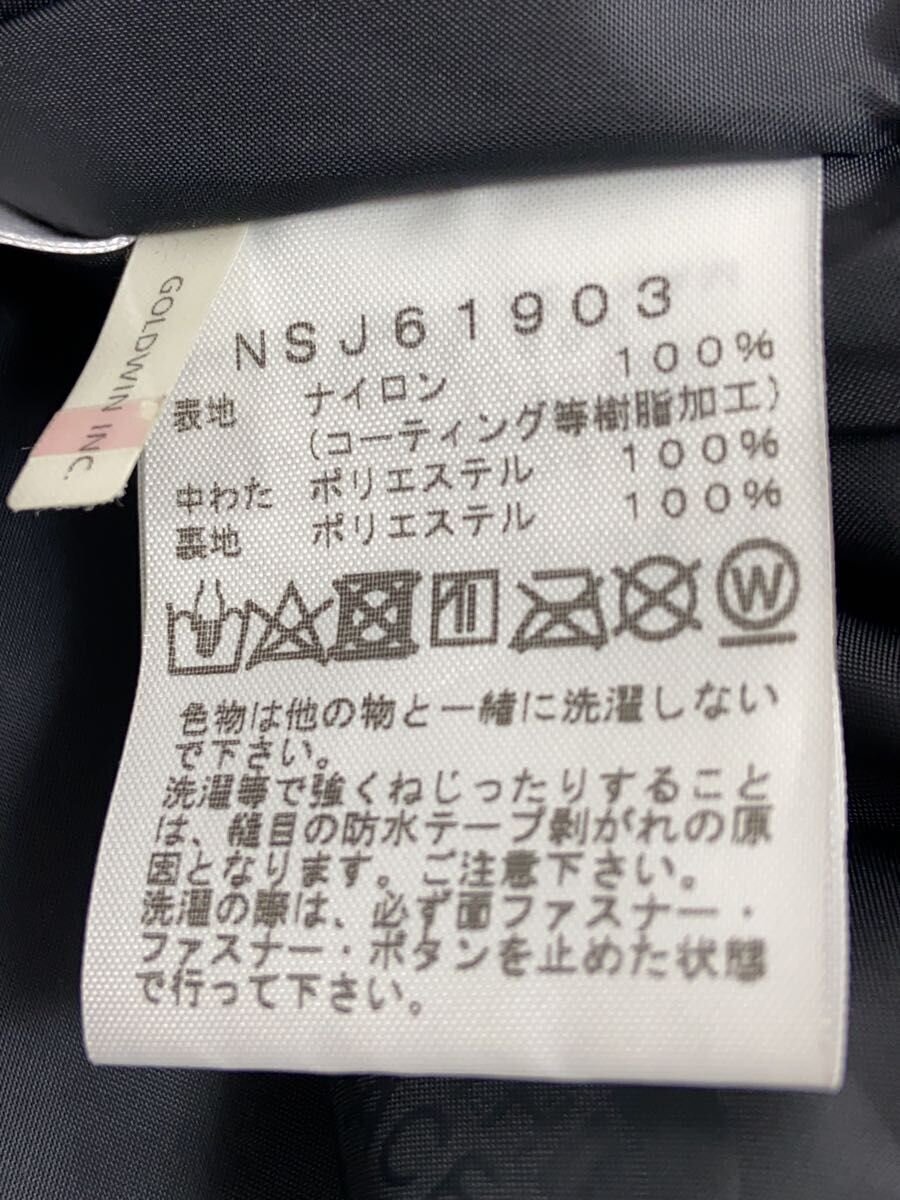 GOLDWIN INC.
NSJ61903
表地 ナイロン 100%
(コーティング等樹脂加工)
中わた ポリエステル 100%
裏地 ポリエステル 100%
W
色物は他の物と一緒に洗濯しない
で下さい。
洗濯等で強くねじったりすること
は、縫目の防水テープ剝がれの原
因となります。ご注意下さい。
洗濯の際は、必ず面ファスナー・
ファスナー・ボタンを止めた状態
で行って下さい。